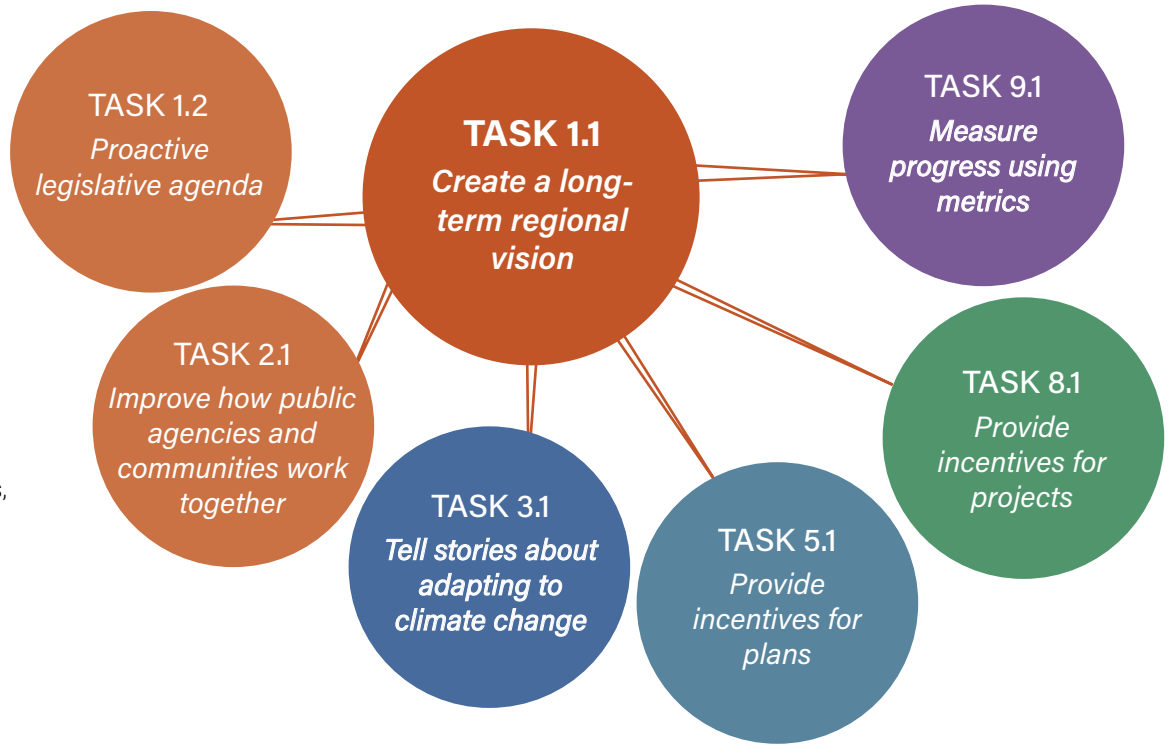 TASK 1.2
Proactive
legislative agenda
TASK 1.1
Create a long-
term regional
vision
TASK 9.1
Measure
progress using
metrics
TASK 2.1
Improve how public
agencies and
communities work
together
TASK 3.1
Tell stories about
adapting to
climate change
TASK 5.1
Provide
incentives for
plans
TASK 8.1
Provide
incentives for
projects